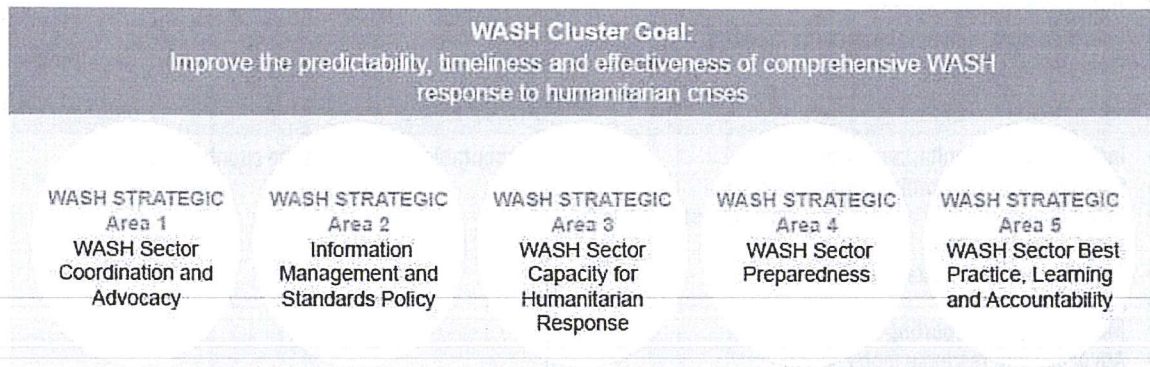 WASH Cluster Goal:
Improve the predictability, timeliness and effectiveness of comprehensive WASH
response to humanitarian crises
WASH STRATEGIC
Area 1
WASH Sector
Coordination and
Advocacy
WASH STRATEGIC
Area 2
Information
Management and
Standards Policy
WASH STRATEGIC
Area 3
WASH Sector
Capacity for
Humanitarian
Response
WASH STRATEGIC
Area 4
WASH Sector
Preparedness
WASH STRATEGIC
Area 5
WASH Sector Best
Practice, Learning
and Accountability